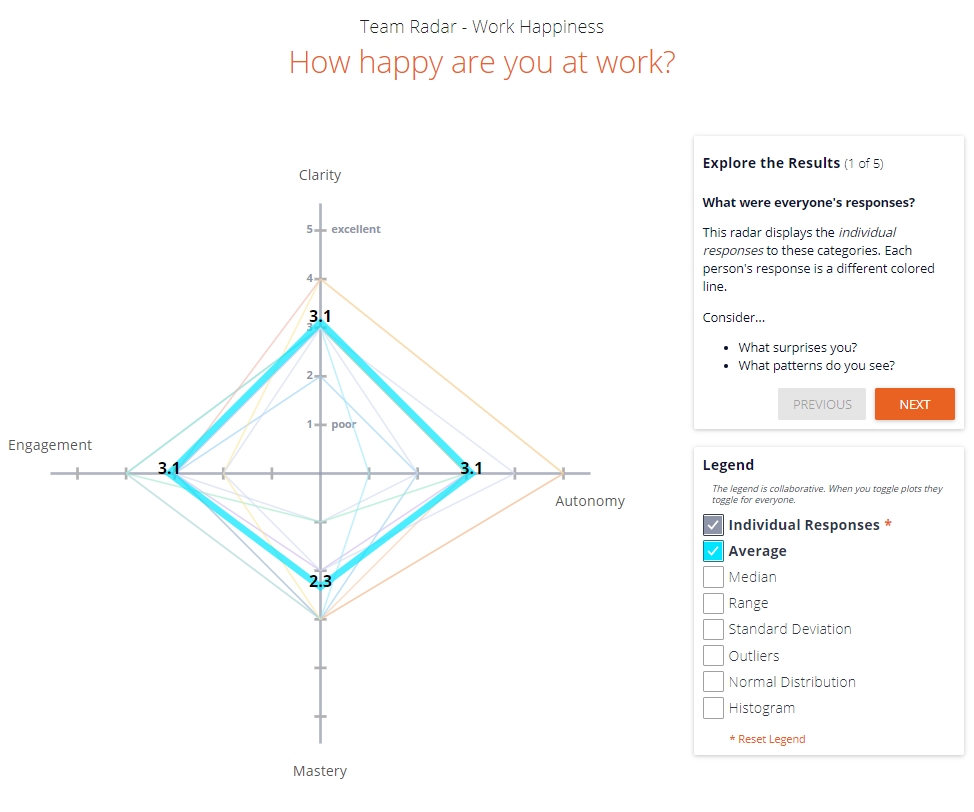 Team Radar - Work Happiness
How happy are you at work?
Clarity
5
excellent
4
3.1
3
2
1
poor
Engagement
3.1
3.1
Autonomy
2.3
Mastery
Explore the Results (1 of 5)
What were everyone's responses?
This radar displays the individual
responses to these categories. Each
person's response is a different colored
line.
Consider...
• What surprises you?
• What patterns do you see?
PREVIOUS
NEXT
Legend
The legend is collaborative. When you toggle plots they
toggle for everyone.
Individual Responses *
Average
Median
Range
Standard Deviation
Outliers
Normal Distribution
Histogram
* Reset Legend